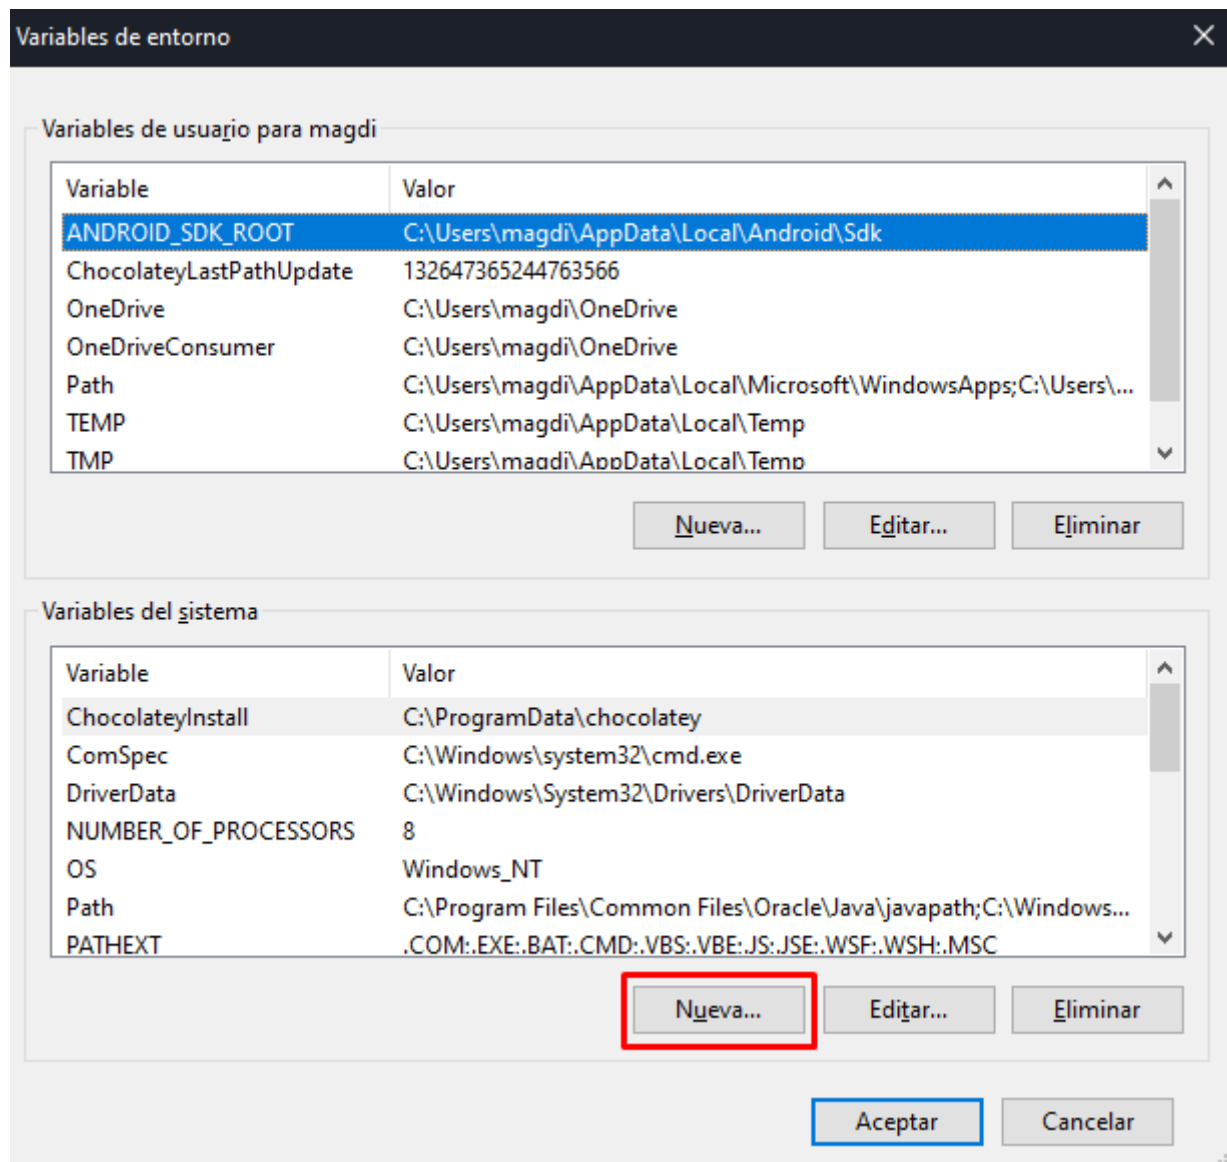 Variables de entorno
Variables de usuario para magdi
Variable Valor
ANDROID_SDK_ROOT C:\Users\magdi\AppData\Local\Android\Sdk
ChocolateyLastPathUpdate 132647365244763566
OneDrive C:\Users\magdi\OneDrive
OneDriveConsumer C:\Users\magdi\OneDrive
Path C:\Users\magdi\AppData\Local\Microsoft\WindowsApps;C:\Users\...
TEMP C:\Users\magdi\AppData\Local\Temp
TMP C:\Users\magdi\AppData\Local\Temp
Nueva... Editar... Eliminar
Variables del sistema
Variable Valor
ChocolateyInstall C:\ProgramData\chocolatey
ComSpec C:\Windows\system32\cmd.exe
DriverData C:\Windows\System32\Drivers\DriverData
NUMBER_OF_PROCESSORS 8
OS Windows_NT
Path C:\Program Files\Common Files\Oracle\Java\javapath;C:\Windows...
PATHEXT .COM;.EXE;.BAT;.CMD;.VBS;.VBE;.JS;.JSE;.WSF;.WSH;.MSC
Nueva... Editar... Eliminar
Aceptar Cancelar